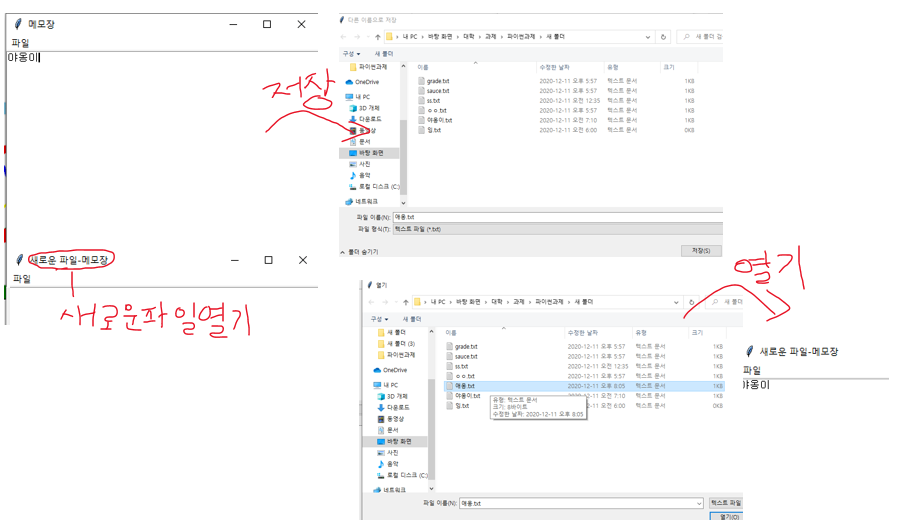 메모장
파일
야옹이
저장
다른 이름으로 저장
내 PC > 바탕 화면 > 대학 > 과제 > 파이썬과제 > 새 폴더
새 폴더 검
구성 새 폴더
파이썬과제
OneDrive
내 PC
3D 개체
다운로드
동영상
문서
바탕 화면
사진
음악
로컬 디스크 (C:)
네트워크
이름 수정한 날짜 유형 크기
grade.txt 2020-12-11 오후 5:57 텍스트 문서 1KB
sauce.txt 2020-12-11 오후 5:57 텍스트 문서 1KB
ss.txt 2020-12-11 오전 12:35 텍스트 문서 1KB
ㅇㅇ.txt 2020-12-11 오후 5:57 텍스트 문서 1KB
야옹이.txt 2020-12-11 오전 7:10 텍스트 문서 1KB
잉.txt 2020-12-11 오전 6:00 텍스트 문서 0KB
파일 이름(N): 애옹.txt
파일 형식(T): 텍스트 파일 (*.txt)
폴더 숨기기
저장(S)
새로운 파일-메모장
파일
새로운파일열기
열기
내 PC > 바탕 화면 > 대학 > 과제 > 파이썬과제 > 새 폴더
새 폴더
구성 새 폴더
새 폴더
새 폴더 (3)
파이썬과제
OneDrive
내 PC
3D 개체
다운로드
동영상
문서
바탕 화면
사진
음악
로컬 디스크 (C:)
네트워크
이름 수정한 날짜 유형 크기
grade.txt 2020-12-11 오후 5:57 텍스트 문서 1KB
sauce.txt 2020-12-11 오후 5:57 텍스트 문서 1KB
ss.txt 2020-12-11 오전 12:35 텍스트 문서 1KB
ㅇㅇ.txt 2020-12-11 오후 5:57 텍스트 문서 1KB
애옹.txt 2020-12-11 오후 8:05 텍스트 문서 1KB
야옹이.txt 오전 7:10 텍스트 문서 1KB
잉.txt 오전 6:00 텍스트 문서 0KB
유형: 텍스트 문서
크기: 8바이트
수정한 날짜: 2020-12-11 오후 8:05
파일 이름(N): 애옹.txt
텍스트 파일
열기(O)
열기
새로운 파일-메모장
파일
야옹이